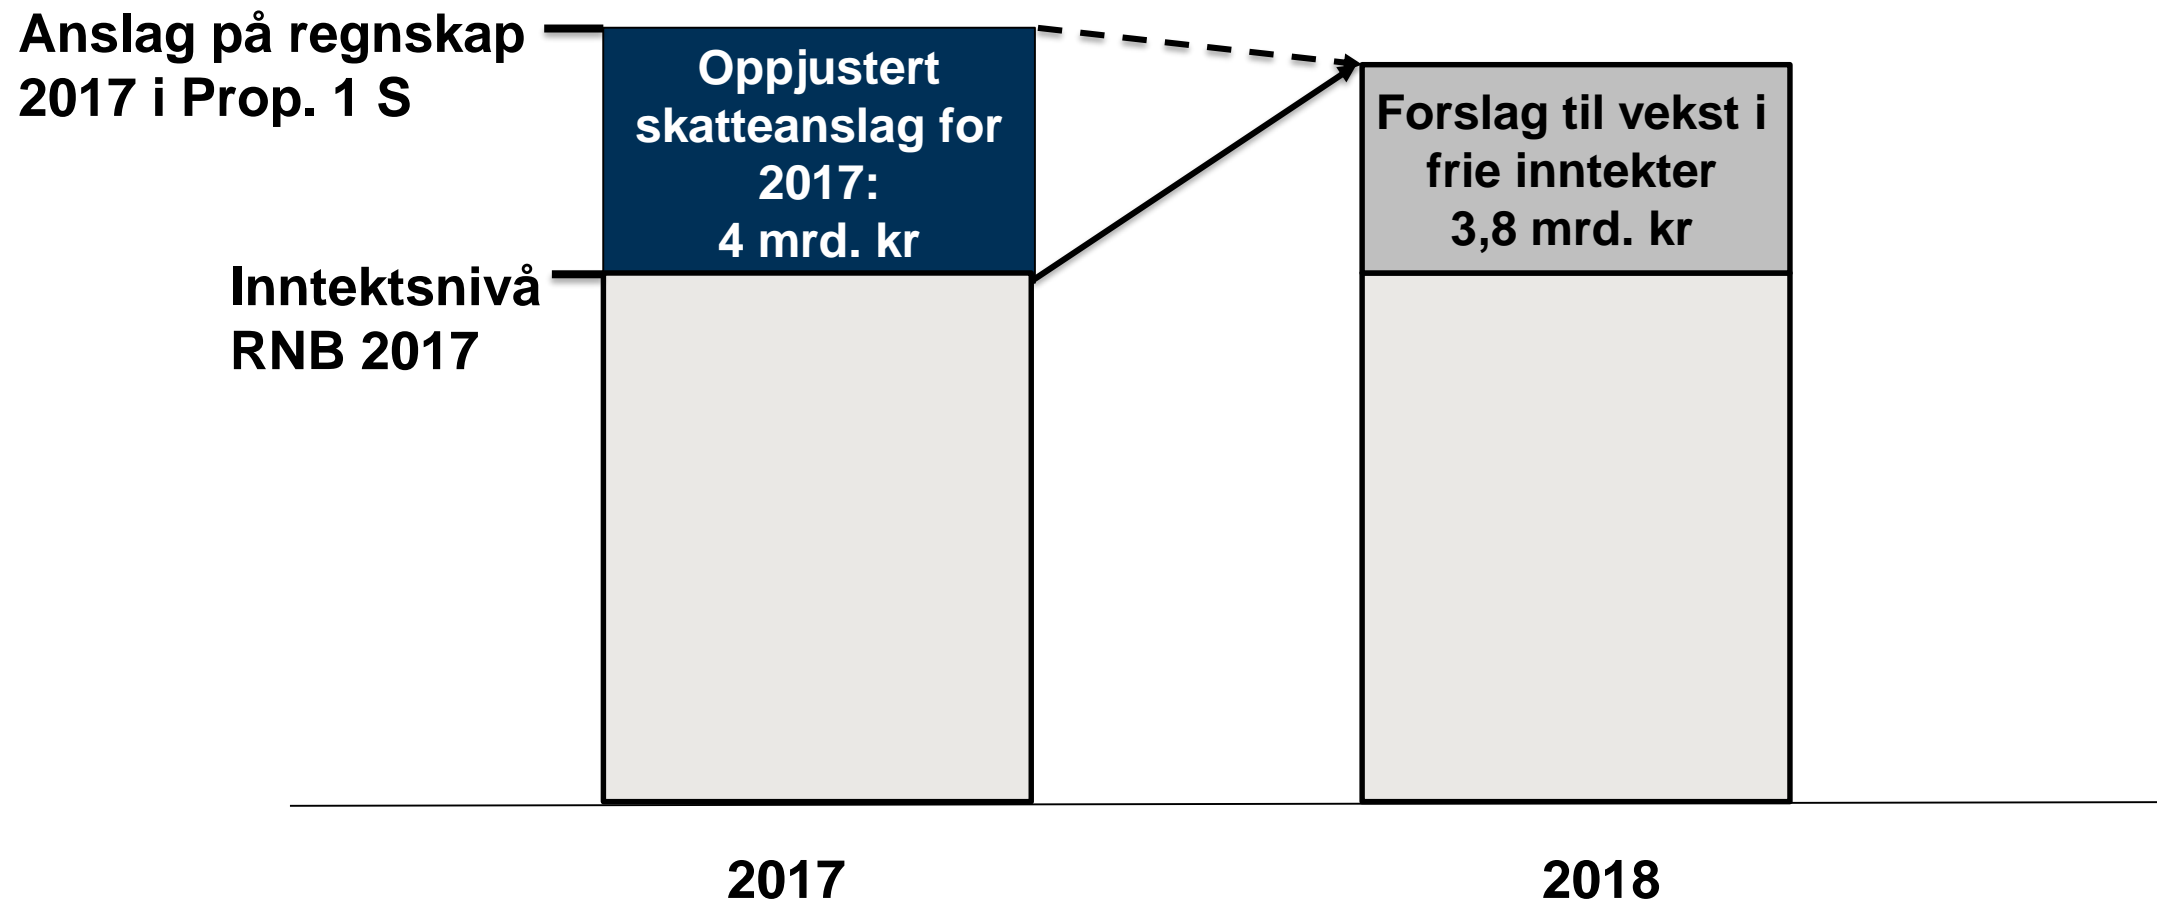 Anslag på regnskap
2017 i Prop. 1 S
Oppjustert
skatteanslag for
2017:
4 mrd. kr
Forslag til vekst i
frie inntekter
3,8 mrd. kr
Inntektsnivå
RNB 2017
2017
2018